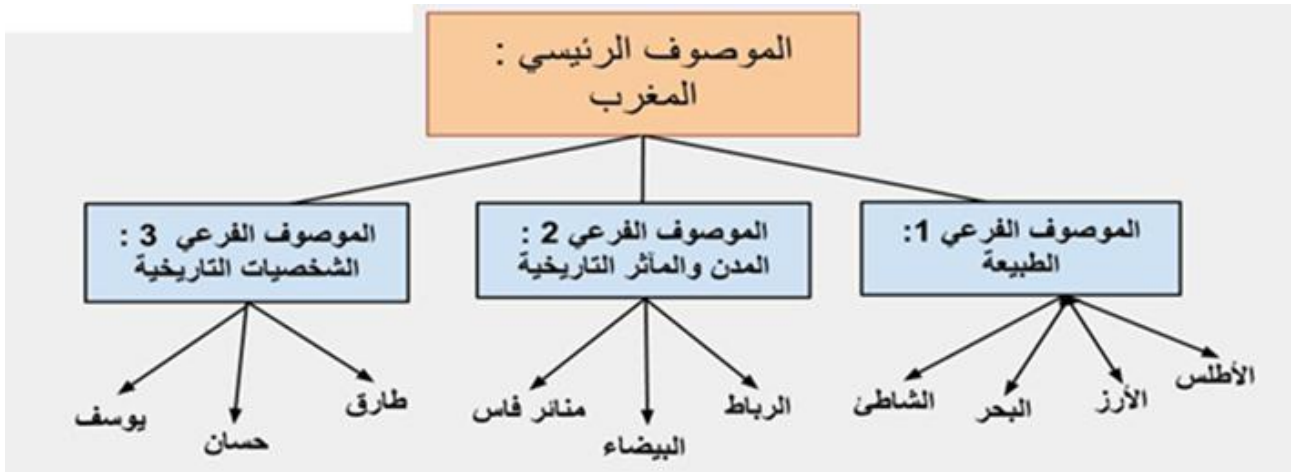 الموصوف الرئيسي :
المغرب
الموصوف الفرعي 1:
الطبيعة
الموصوف الفرعي 2 :
المدن والمآثر التاريخية
الموصوف الفرعي 3 :
الشخصيات التاريخية
الأطلس
الأرز
البحر
الشاطئ
الرباط
البيضاء
منائر فاس
طارق
حسان
يوسف